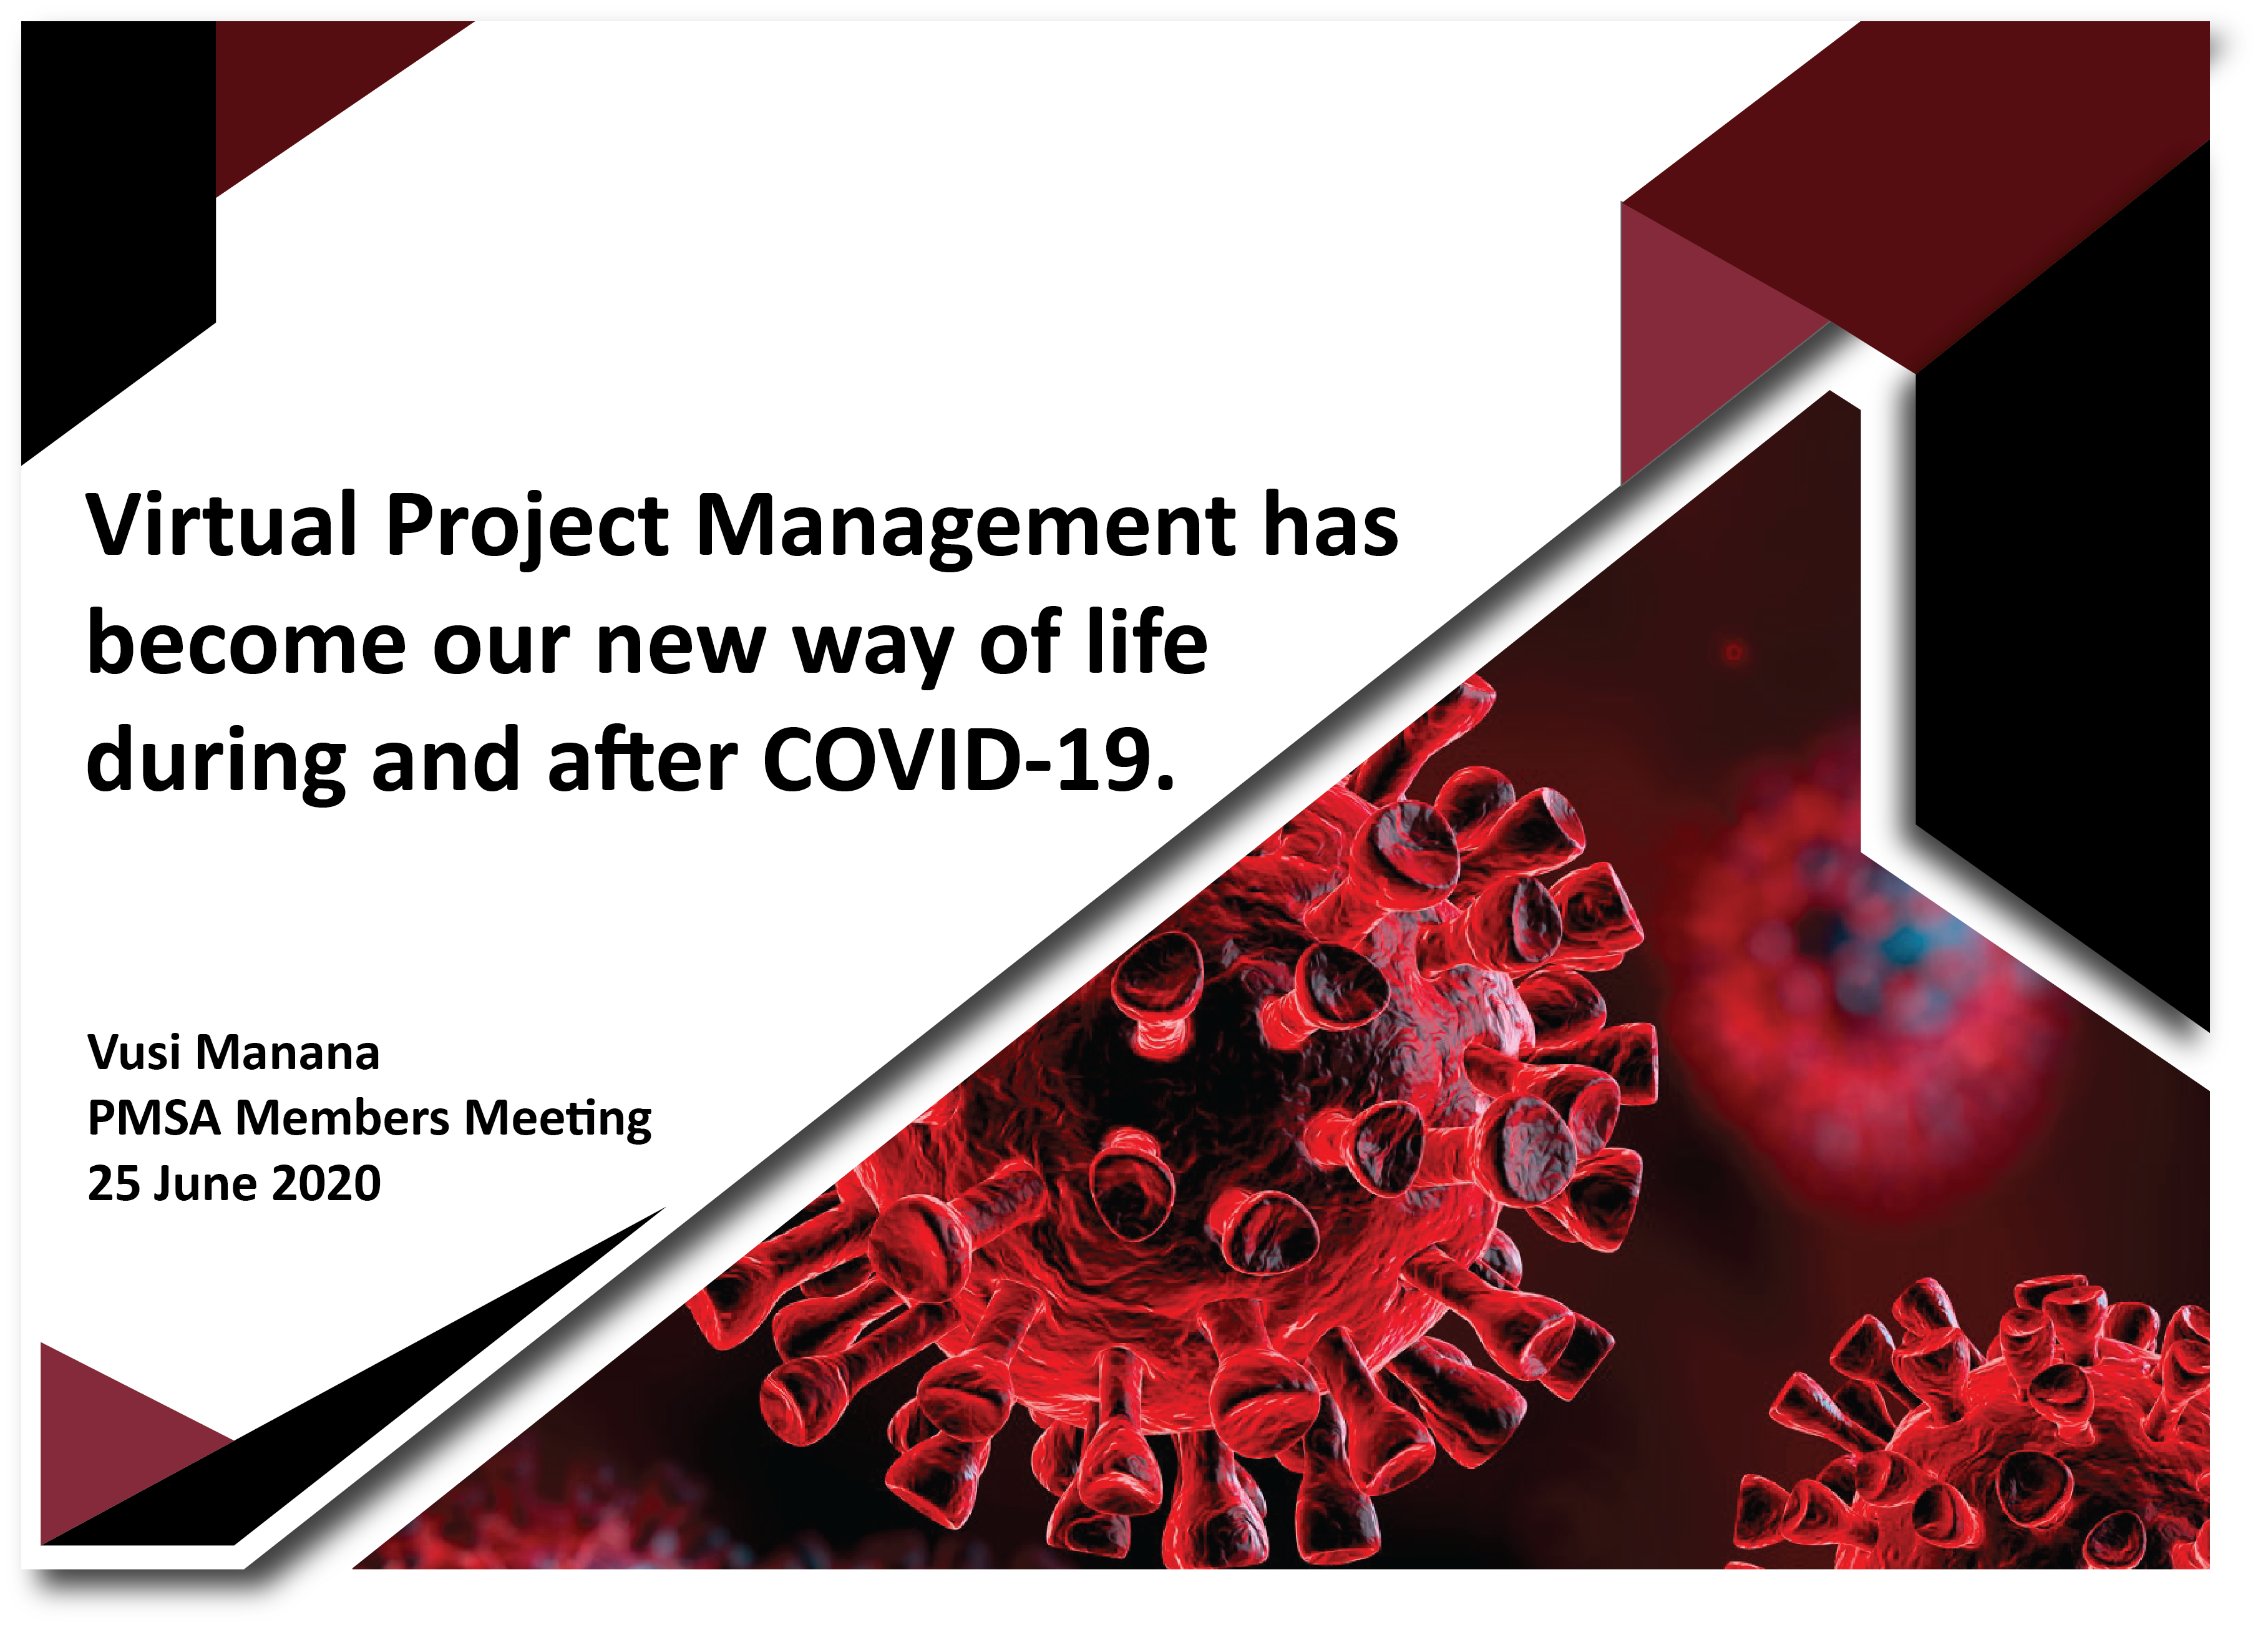 Virtual Project Management has
become our new way of life
during and after COVID-19.
Vusi Manana
PMSA Members Meeting
25 June 2020